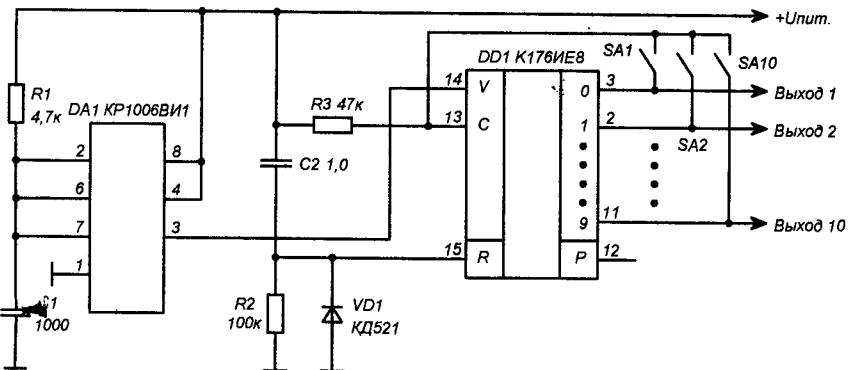 +Uпит.
DD1 К176ИЕ8
SA1
SA10
R1
4,7к
DA1 КР1006ВИ1
R3 47к
14
V
0
3
Выход 1
13
C
1
2
Выход 2
SA2
2
8
6
4
7
3
1
C2 1,0
9
11
Выход 10
15
R
P
12
1000
R2
100к
VD1
КД521